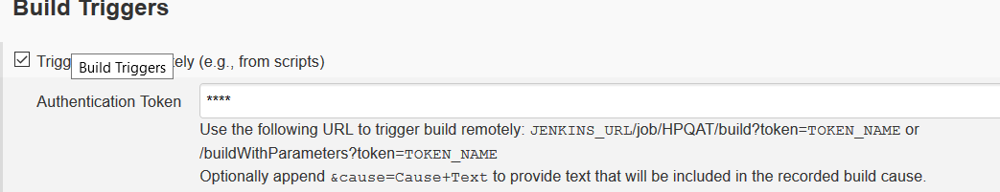 Build Triggers
Trigg Build Triggers ely (e.g., from scripts)
Authentication Token ****
Use the following URL to trigger build remotely: JENKINS_URL/job/HPQAT/build?token=TOKEN_NAME or
/buildWithParameters?token=TOKEN_NAME
Optionally append &cause=Cause+Text to provide text that will be included in the recorded build cause.